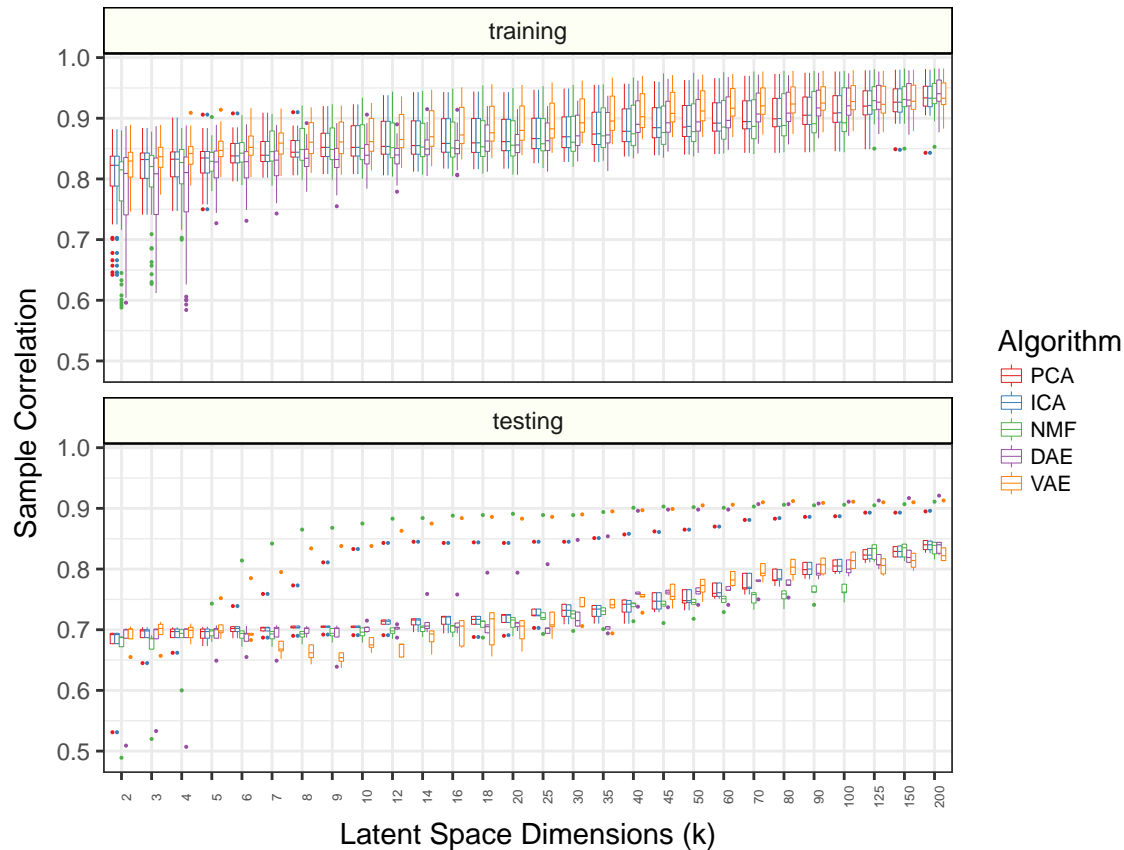 training
1.0
0.9
0.8
0.7
0.6
0.5
testing
1.0
0.9
0.8
0.7
0.6
0.5
Sample Correlation
2 3 4 5 6 7 8 9 10 12 14 16 18 20 25 30 35 40 45 50 60 70 80 90 100 125 150 200
Latent Space Dimensions (k)
Algorithm
PCA
ICA
NMF
DAE
VAE